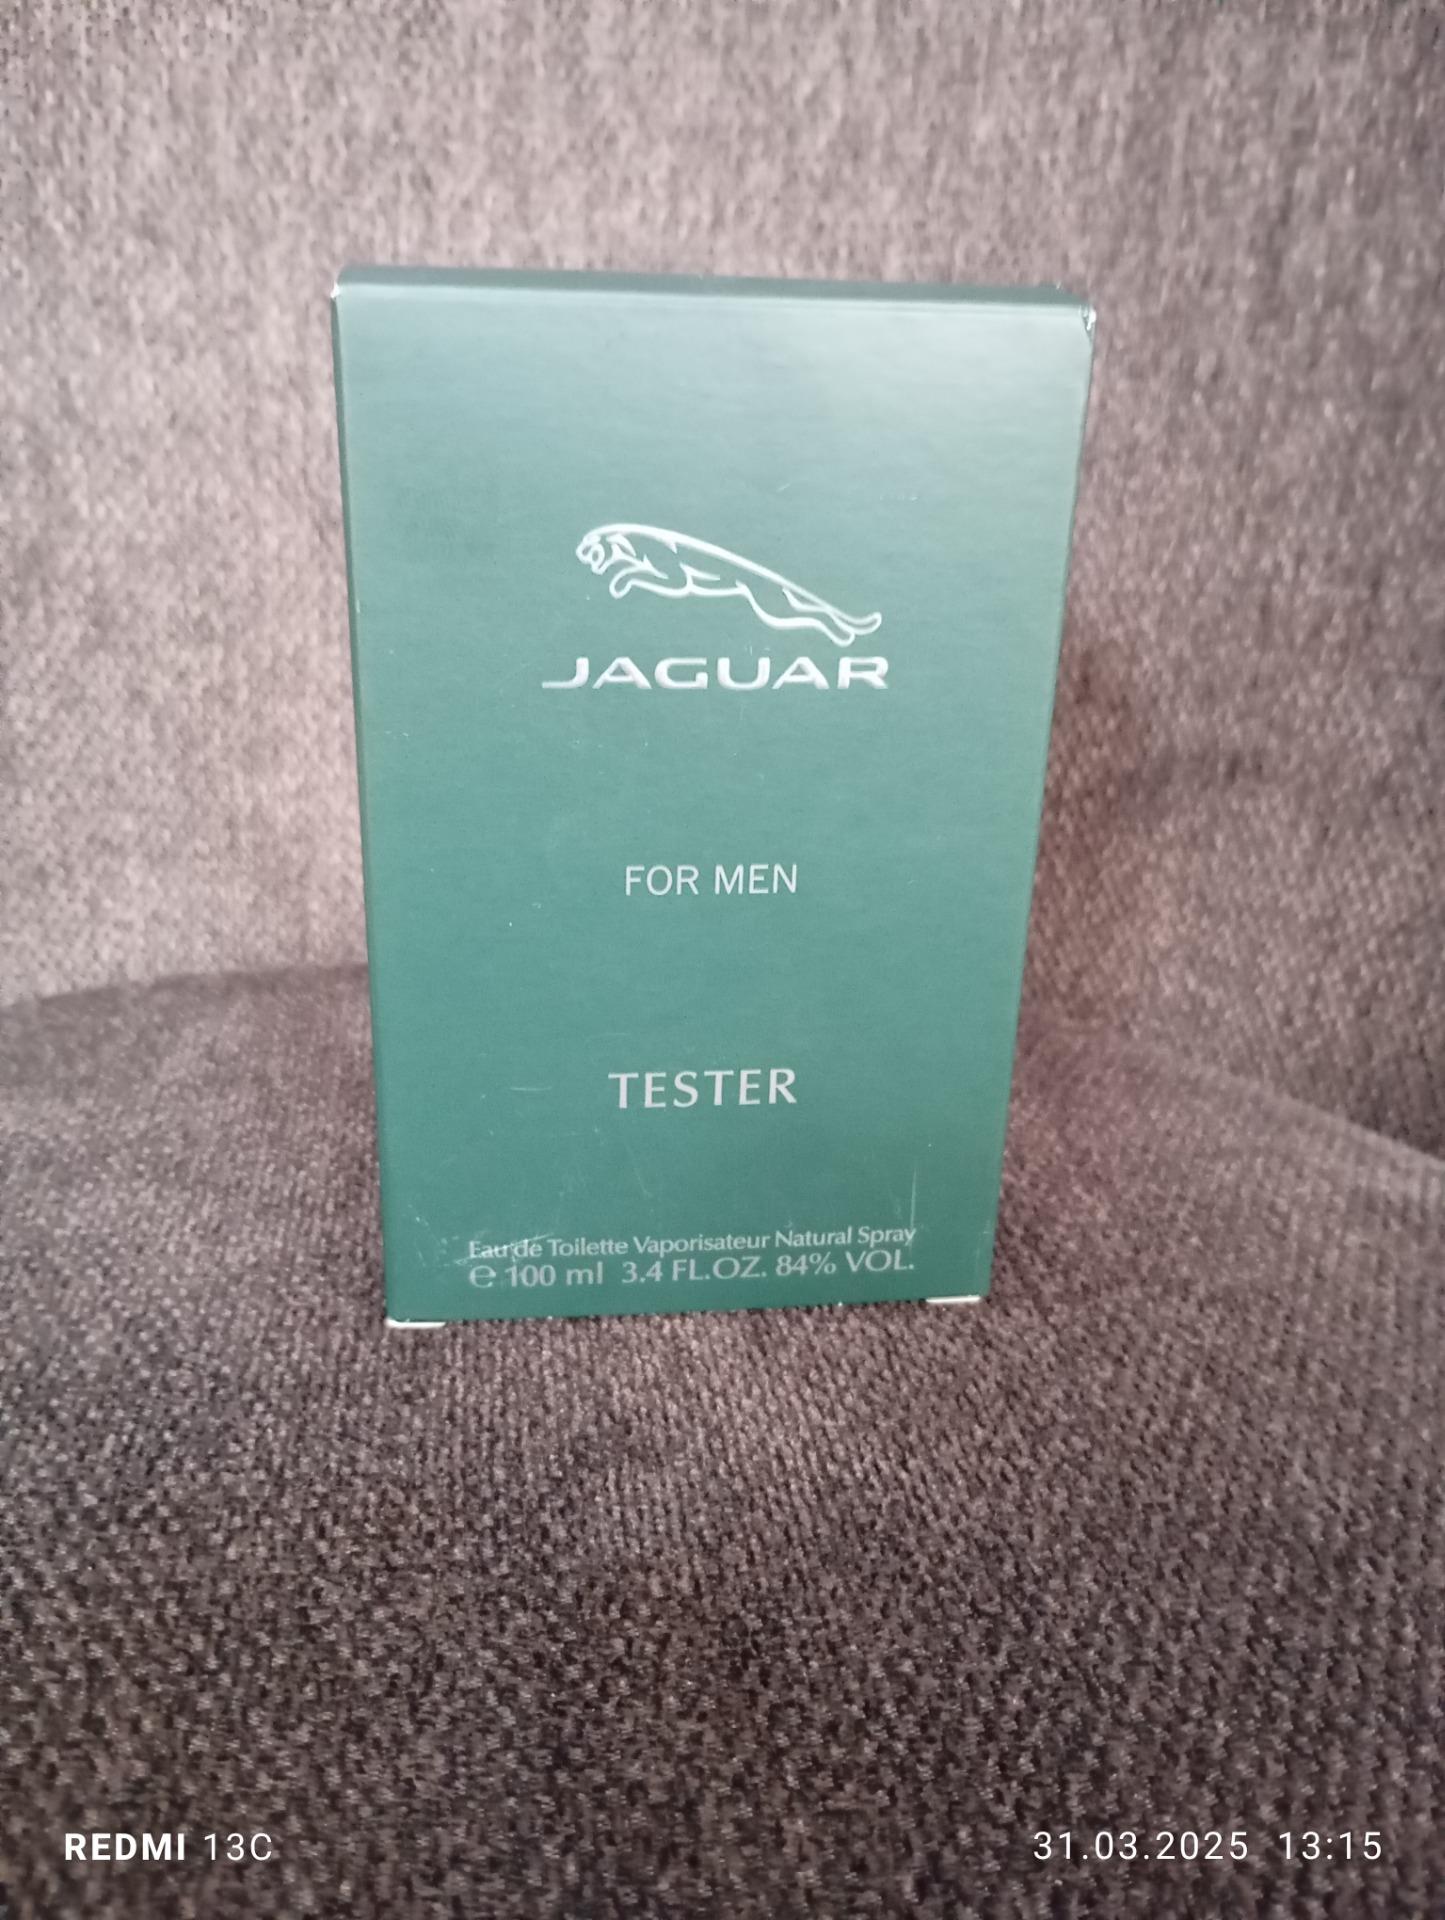 JAGUAR
FOR MEN
TESTER
Eau de Toilette Vaporisateur Natural Spray
℮ 100 ml 3.4 FL.OZ. 84% VOL.
REDMI 13C
31.03.2025 13:15